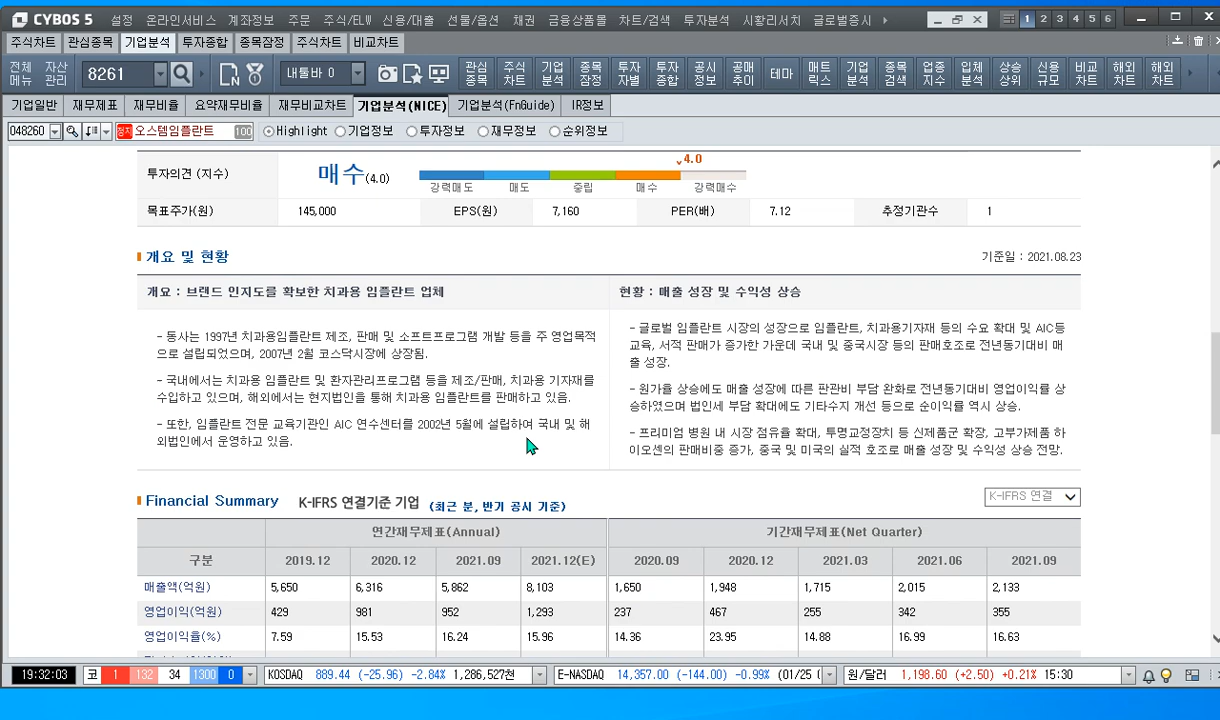 CYBOS 5 설정 온라인서비스 계좌정보 주문 주식/ELW 신용/대출 선물/옵션 채권 금융상품몰 차트/검색 투자분석 시황리서치 글로벌증시 1 2 3 4 5 6
주식차트 관심종목 기업분석 투자종합 종목잠정 주식차트 비교차트
전체메뉴 자산관리 8261 내툴바 0 관심종목 주식차트 기업분석 종목잠정 투자자별 투자종합 공시정보 공매추이 테마 매트릭스 기업분석 종목검색 업종지수 입체분석 상하상위 신용규모 비교차트 해외차트 해외차트
기업일반 재무제표 재무비율 요약재무비율 재무비교차트 기업분석(NICE) 기업분석(FnGuide) IR정보
048260 정지 오스템임플란트 100 Highlight 기업정보 투자정보 재무정보 순위정보
4.0
투자의견 (지수) 매수(4.0)
강력매도 매도 중립 매수 강력매수
목표주가(원) 145,000 EPS(원) 7,160 PER(배) 7.12 추정기관수 1
개요 및 현황 기준일 : 2021.08.23
개요 : 브랜드 인지도를 확보한 치과용 임플란트 업체
- 동사는 1997년 치과용임플란트 제조, 판매 및 소프트프로그램 개발 등을 주 영업목적
으로 설립되었으며, 2007년 2월 코스닥시장에 상장됨.
- 국내에서는 치과용 임플란트 및 환자관리프로그램 등을 제조/판매, 치과용 기자재를
수입하고 있으며, 해외에서는 현지법인을 통해 치과용 임플란트를 판매하고 있음.
- 또한, 임플란트 전문 교육기관인 AIC 연수센터를 2002년 5월에 설립하여 국내 및 해
외법인에서 운영하고 있음.
현황 : 매출 성장 및 수익성 상승
- 글로벌 임플란트 시장의 성장으로 임플란트, 치과용기자재 등의 수요 확대 및 AIC등
교육, 서적 판매가 증가한 가운데 국내 및 중국시장 등의 판매호조로 전년동기대비 매
출 성장.
- 원가율 상승에도 매출 성장에 따른 판관비 부담 완화로 전년동기대비 영업이익률 상
승하였으며 법인세 부담 확대에도 기타수지 개선 등으로 순이익률 역시 상승.
- 프리미엄 병원 내 시장 점유율 확대, 투명교정장치 등 신제품군 확장, 고부가제품 하
이오센의 판매비중 증가, 중국 및 미국의 실적 호조로 매출 성장 및 수익성 상승 전망.
Financial Summary K-IFRS 연결기준 기업 (최근 분, 반기 공시 기준) K-IFRS 연결
연간재무제표(Annual) 기간재무제표(Net Quarter)
구분 2019.12 2020.12 2021.09 2021.12(E) 2020.09 2020.12 2021.03 2021.06 2021.09
매출액(억원) 5,650 6,316 5,862 8,103 1,650 1,948 1,715 2,015 2,133
영업이익(억원) 429 981 952 1,293 237 467 255 342 355
영업이익률(%) 7.59 15.53 16.24 15.96 14.36 23.95 14.88 16.99 16.63
19:32:03 코 1 132 34 1300 0 KOSDAQ 889.44 (-25.96) -2.84% 1,286,527천 E-NASDAQ 14,357.00 (-144.00) -0.99% (01/25 ( 원/달러 1,198.60 (+2.50) +0.21% 15:30